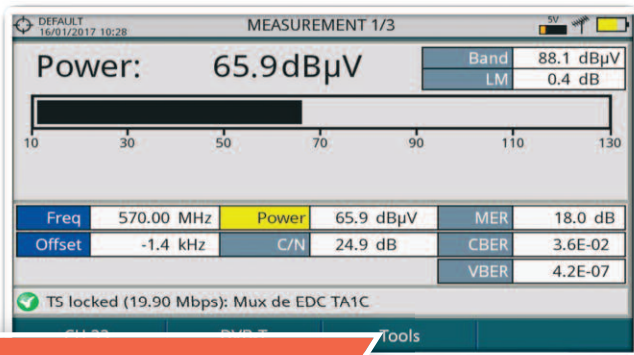 DEFAULT
16/01/2017 10:28
MEASUREMENT 1/3
5V
Power: 65.9dBµV
Band 88.1 dBµV
LM 0.4 dB
10 30 50 70 90 110 130
Freq 570.00 MHz Power 65.9 dBµV MER 18.0 dB
Offset -1.4 kHz C/N 24.9 dB CBER 3.6E-02
VBER 4.2E-07
TS locked (19.90 Mbps): Mux de EDC TA1C
Tools